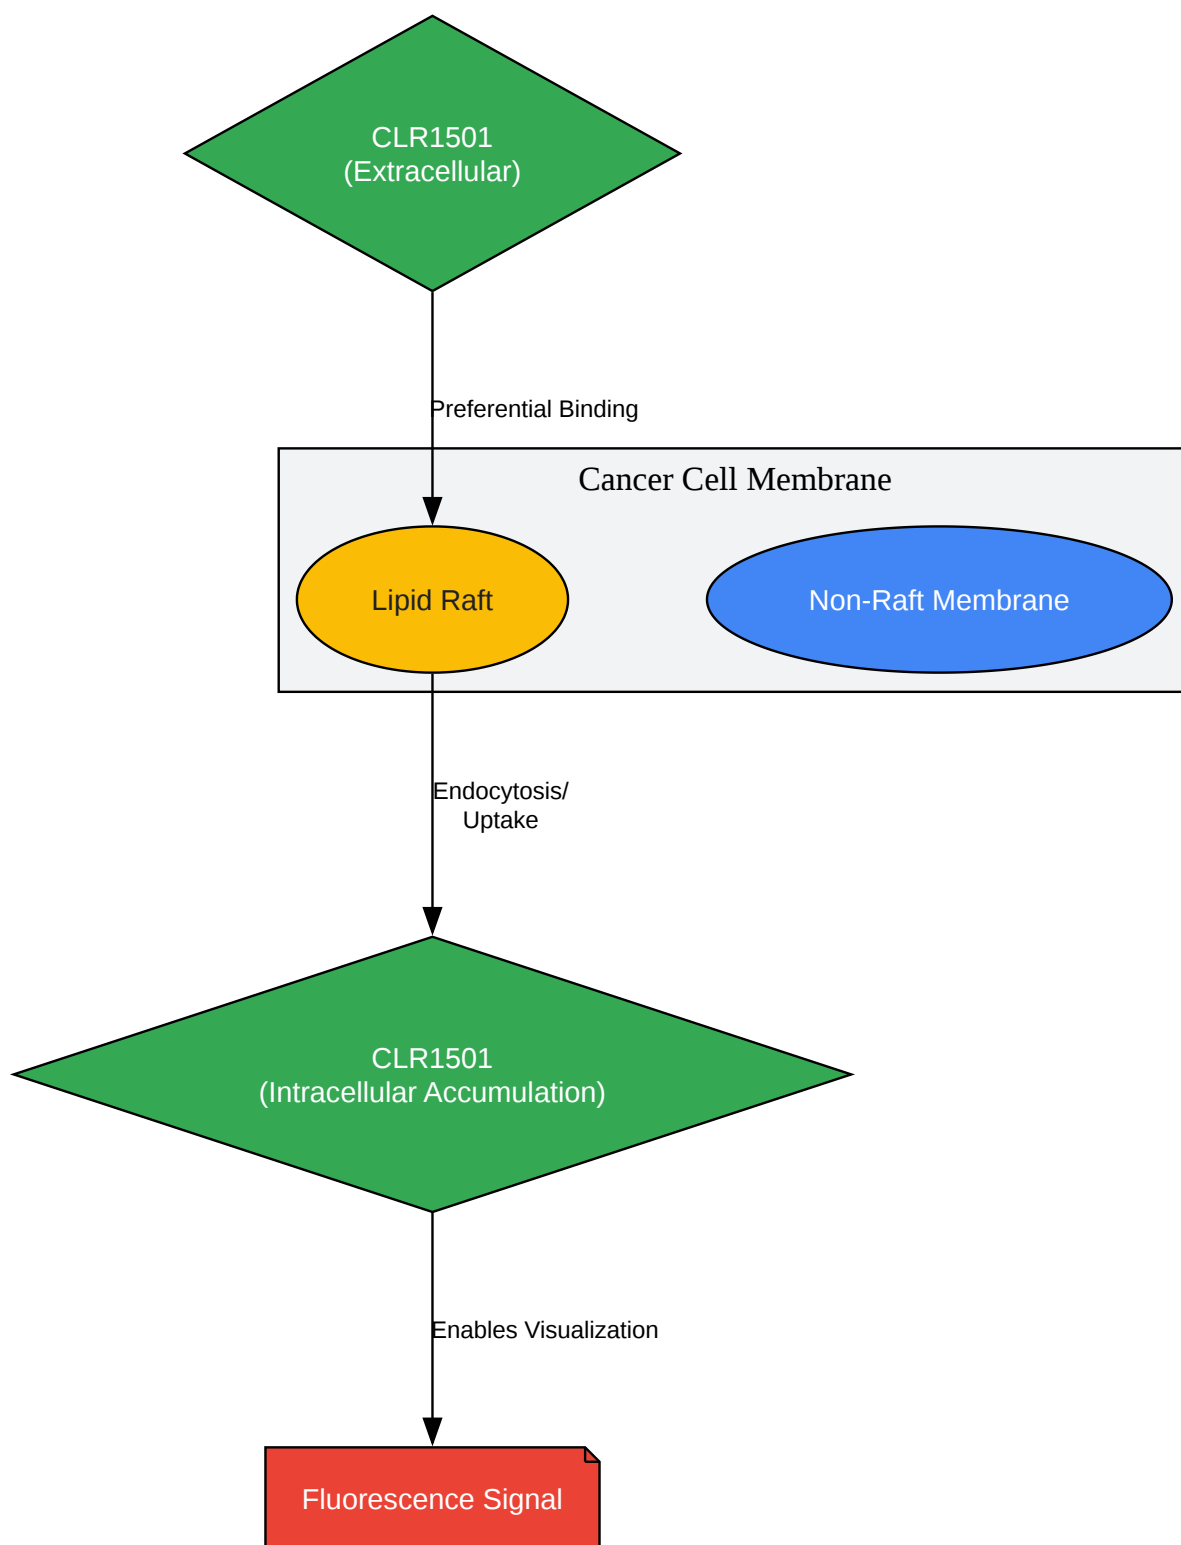 CLR1501
(Extracellular)
Preferential Binding
Cancer Cell Membrane
Lipid Raft
Non-Raft Membrane
Endocytosis/
Uptake
CLR1501
(Intracellular Accumulation)
Enables Visualization
Fluorescence Signal